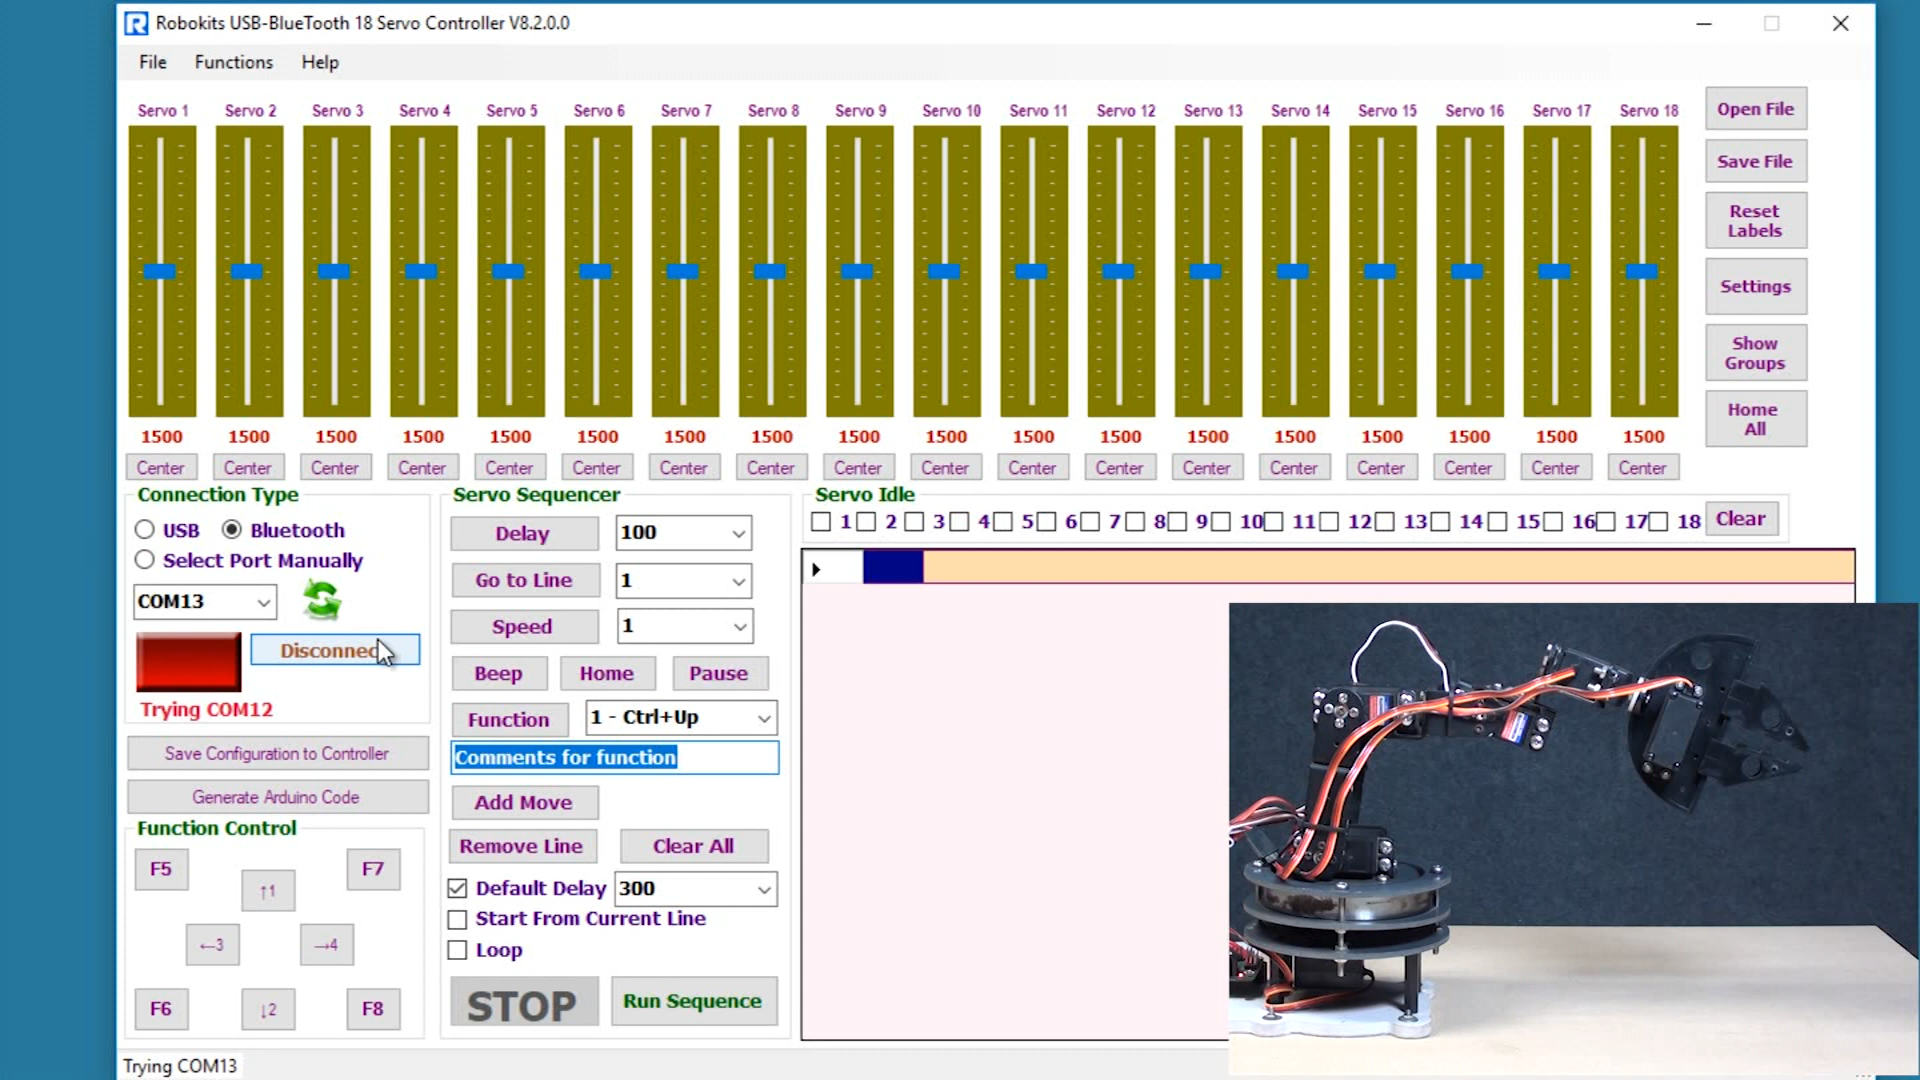 Robokits USB-BlueTooth 18 Servo Controller V8.2.0.0
File Functions Help
Servo 1 Servo 2 Servo 3 Servo 4 Servo 5 Servo 6 Servo 7 Servo 8 Servo 9 Servo 10 Servo 11 Servo 12 Servo 13 Servo 14 Servo 15 Servo 16 Servo 17 Servo 18
1500 1500 1500 1500 1500 1500 1500 1500 1500 1500 1500 1500 1500 1500 1500 1500 1500 1500
Center Center Center Center Center Center Center Center Center Center Center Center Center Center Center Center Center Center
Open File
Save File
Reset
Labels
Settings
Show
Groups
Home
All
Connection Type
USB Bluetooth
Select Port Manually
COM13
Disconnec
Trying COM12
Save Configuration to Controller
Generate Arduino Code
Function Control
F5 ↑1 F7
←3 →4
F6 ↓2 F8
Servo Sequencer
Delay 100
Go to Line 1
Speed 1
Beep Home Pause
Function 1 - Ctrl+Up
Comments for function
Add Move
Remove Line Clear All
Default Delay 300
Start From Current Line
Loop
STOP Run Sequence
Servo Idle
1 2 3 4 5 6 7 8 9 10 11 12 13 14 15 16 17 18 Clear
Trying COM13